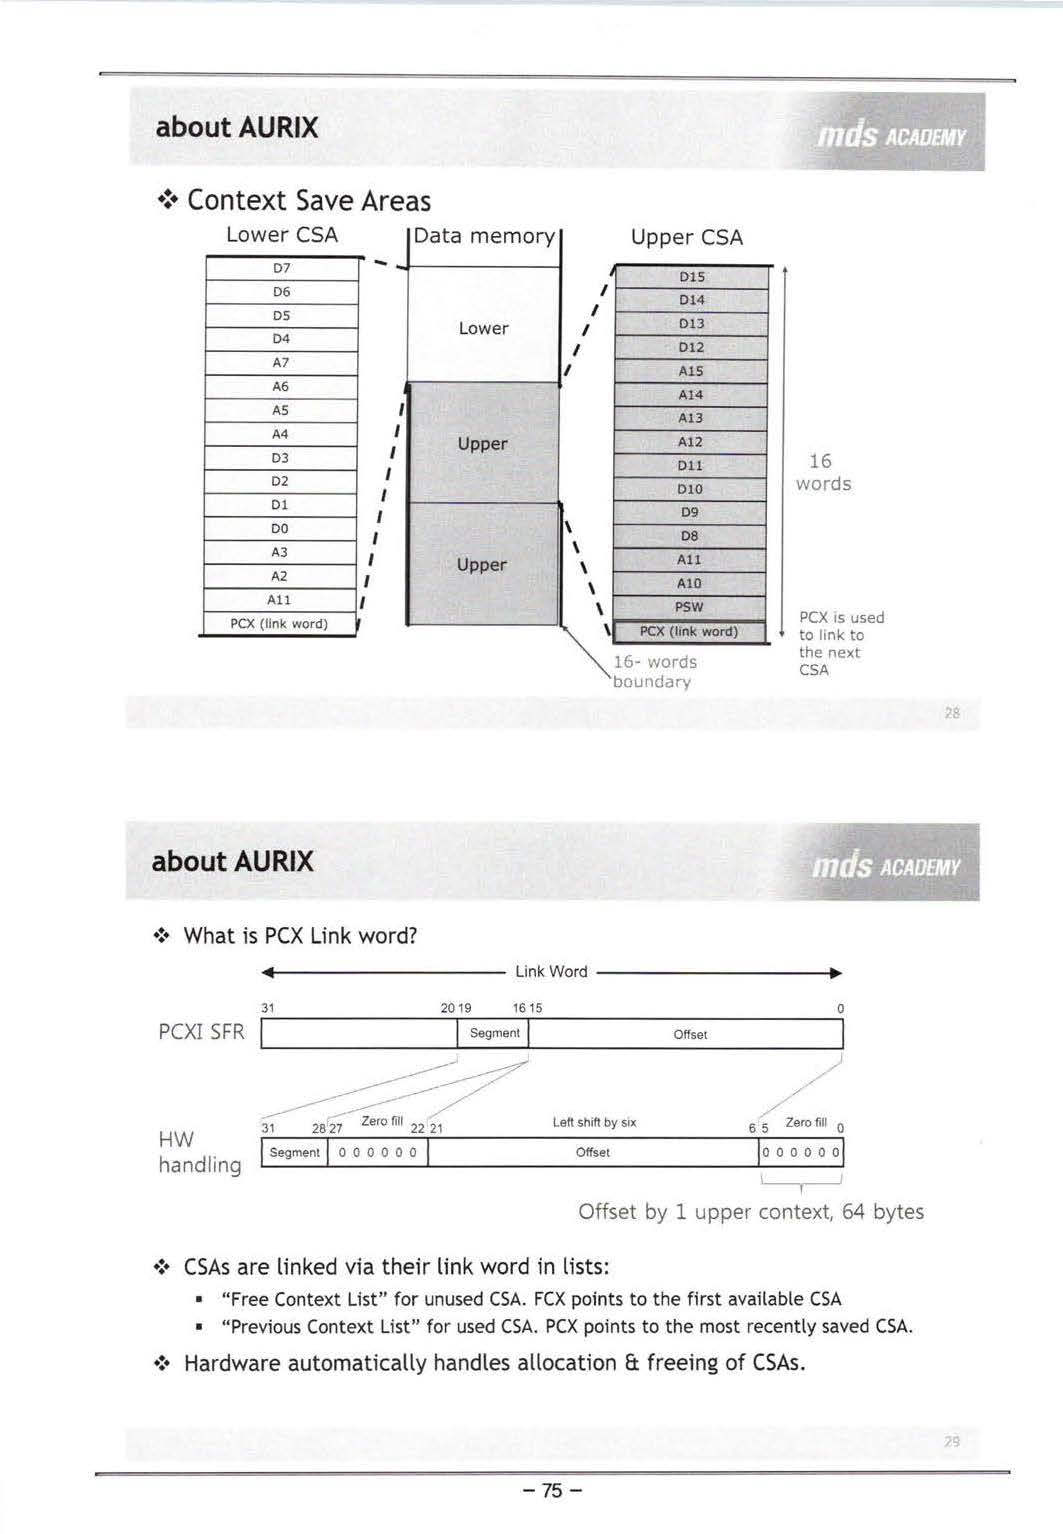 about AURIX
mds ACADEMY
Context Save Areas
Lower CSA
Data memory
Upper CSA
D7
D6
D5
D4
A7
A6
A5
A4
D3
D2
D1
D0
A3
A2
A11
PCX (link word)
Lower
Upper
Upper
D15
D14
D13
D12
A15
A14
A13
A12
D11
D10
D9
D8
A11
A10
PSW
PCX (link word)
16
words
PCX is used
to link to
the next
CSA
16- words
boundary
28
about AURIX
mds ACADEMY
What is PCX Link word?
Link Word
31 20 19 16 15 0
PCXI SFR Segment Offset
31 28 27 Zero fill 22 21 Left shift by six 6 5 Zero fill 0
HW
handling
Segment 0 0 0 0 0 0 Offset 0 0 0 0 0 0
Offset by 1 upper context, 64 bytes
CSAs are linked via their link word in lists:
▪ "Free Context List" for unused CSA. FCX points to the first available CSA
▪ "Previous Context List" for used CSA. PCX points to the most recently saved CSA.
Hardware automatically handles allocation & freeing of CSAs.
29
– 75 –